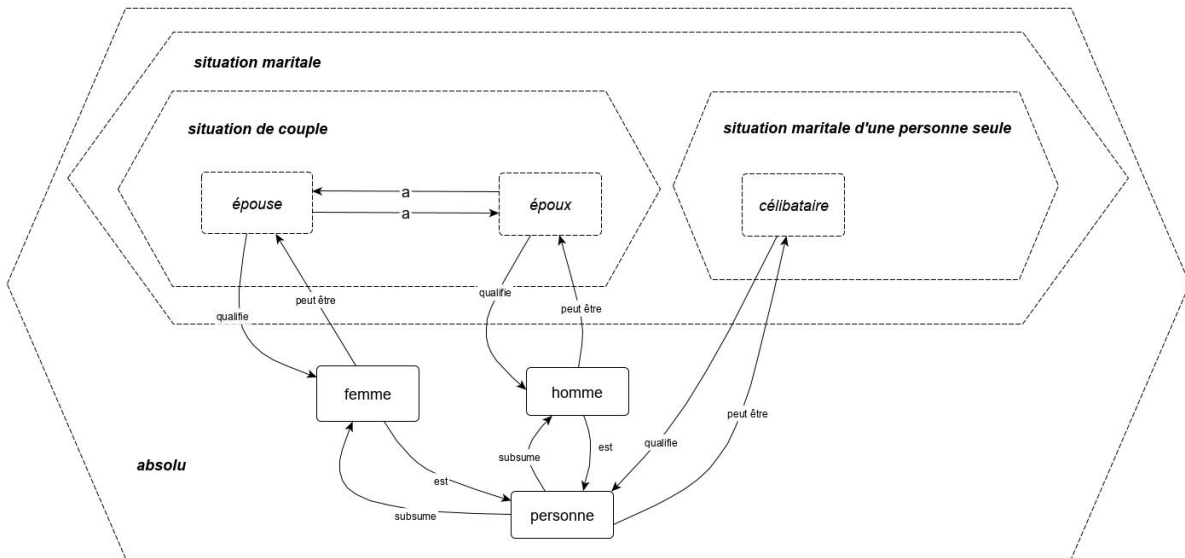 situation maritale
situation de couple
situation maritale d'une personne seule
épouse
a
a
époux
célibataire
qualifie
peut être
qualifie
peut être
femme
homme
qualifie
peut être
absolu
subsume
est
est
subsume
personne